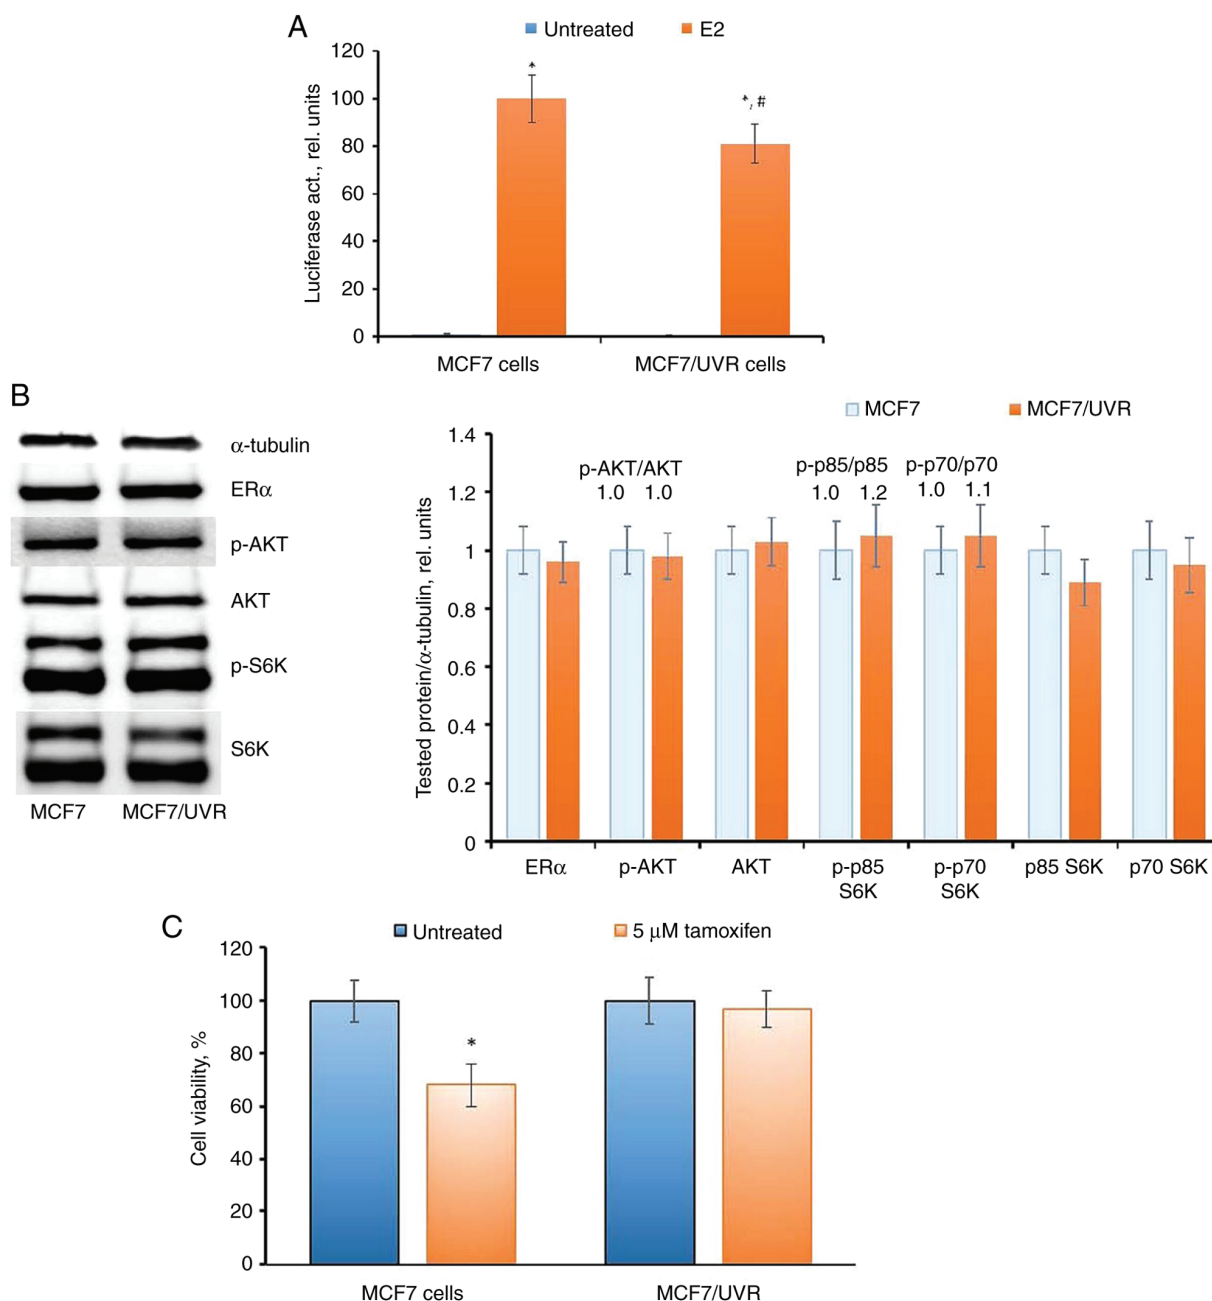 A
Untreated E2
Luciferase act., rel. units
120
100
80
60
40
20
0
*
*, #
MCF7 cells MCF7/UVR cells
B
α-tubulin
ERα
p-AKT
AKT
p-S6K
S6K
MCF7 MCF7/UVR
MCF7 MCF7/UVR
Tested protein/α-tubulin, rel. units
1.4
1.2
1
0.8
0.6
0.4
0.2
0
p-AKT/AKT p-p85/p85 p-p70/p70
1.0 1.0 1.0 1.2 1.0 1.1
ERα p-AKT AKT p-p85 p-p70 p85 S6K p70 S6K
S6K S6K
C
Untreated 5 μM tamoxifen
Cell viability, %
120
100
80
60
40
20
0
*
MCF7 cells MCF7/UVR